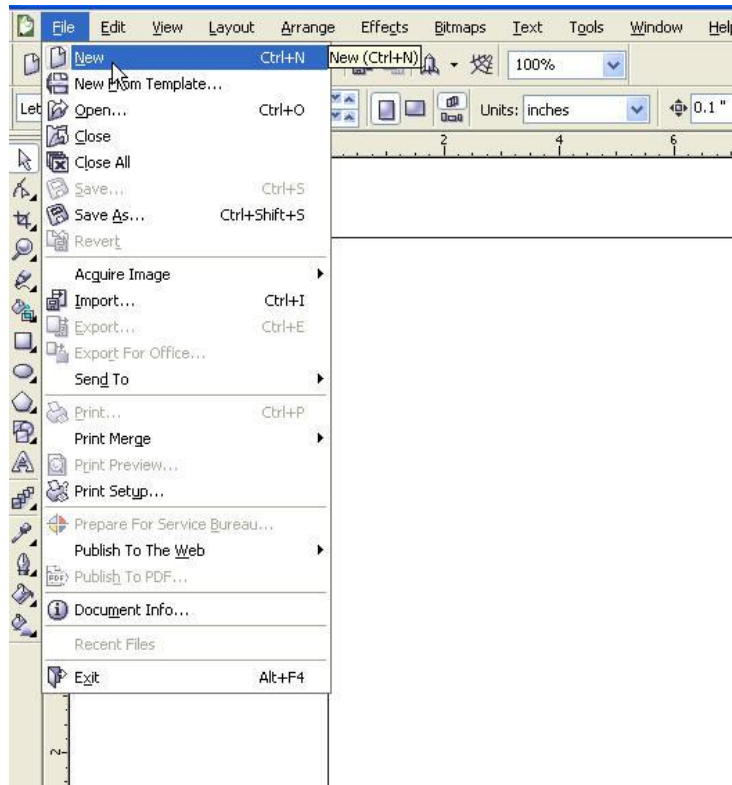 File Edit View Layout Arrange Effects Bitmaps Text Tools Window Help
New Ctrl+N New (Ctrl+N) 100%
New From Template...
Let Open... Ctrl+O Units: inches 0.1 "
Close 2 4 6
Close All
Save... Ctrl+S
Save As... Ctrl+Shift+S
Revert
Acquire Image
Import... Ctrl+I
Export... Ctrl+E
Export For Office...
Send To
Print... Ctrl+P
Print Merge
Print Preview...
Print Setup...
Prepare For Service Bureau...
Publish To The Web
Publish To PDF...
Document Info...
Recent Files
Exit Alt+F4
2